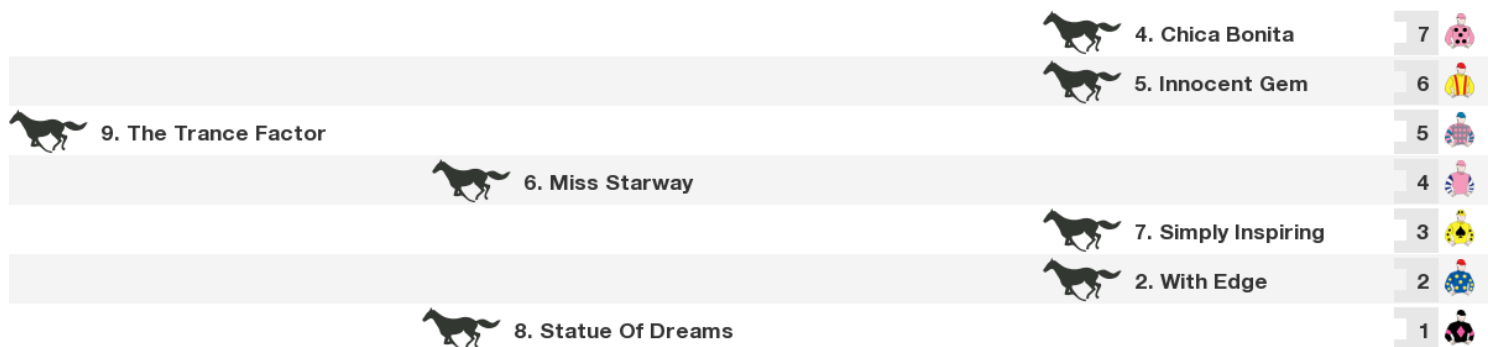 4. Chica Bonita 7
5. Innocent Gem 6
9. The Trance Factor 5
6. Miss Starway 4
7. Simply Inspiring 3
2. With Edge 2
8. Statue Of Dreams 1